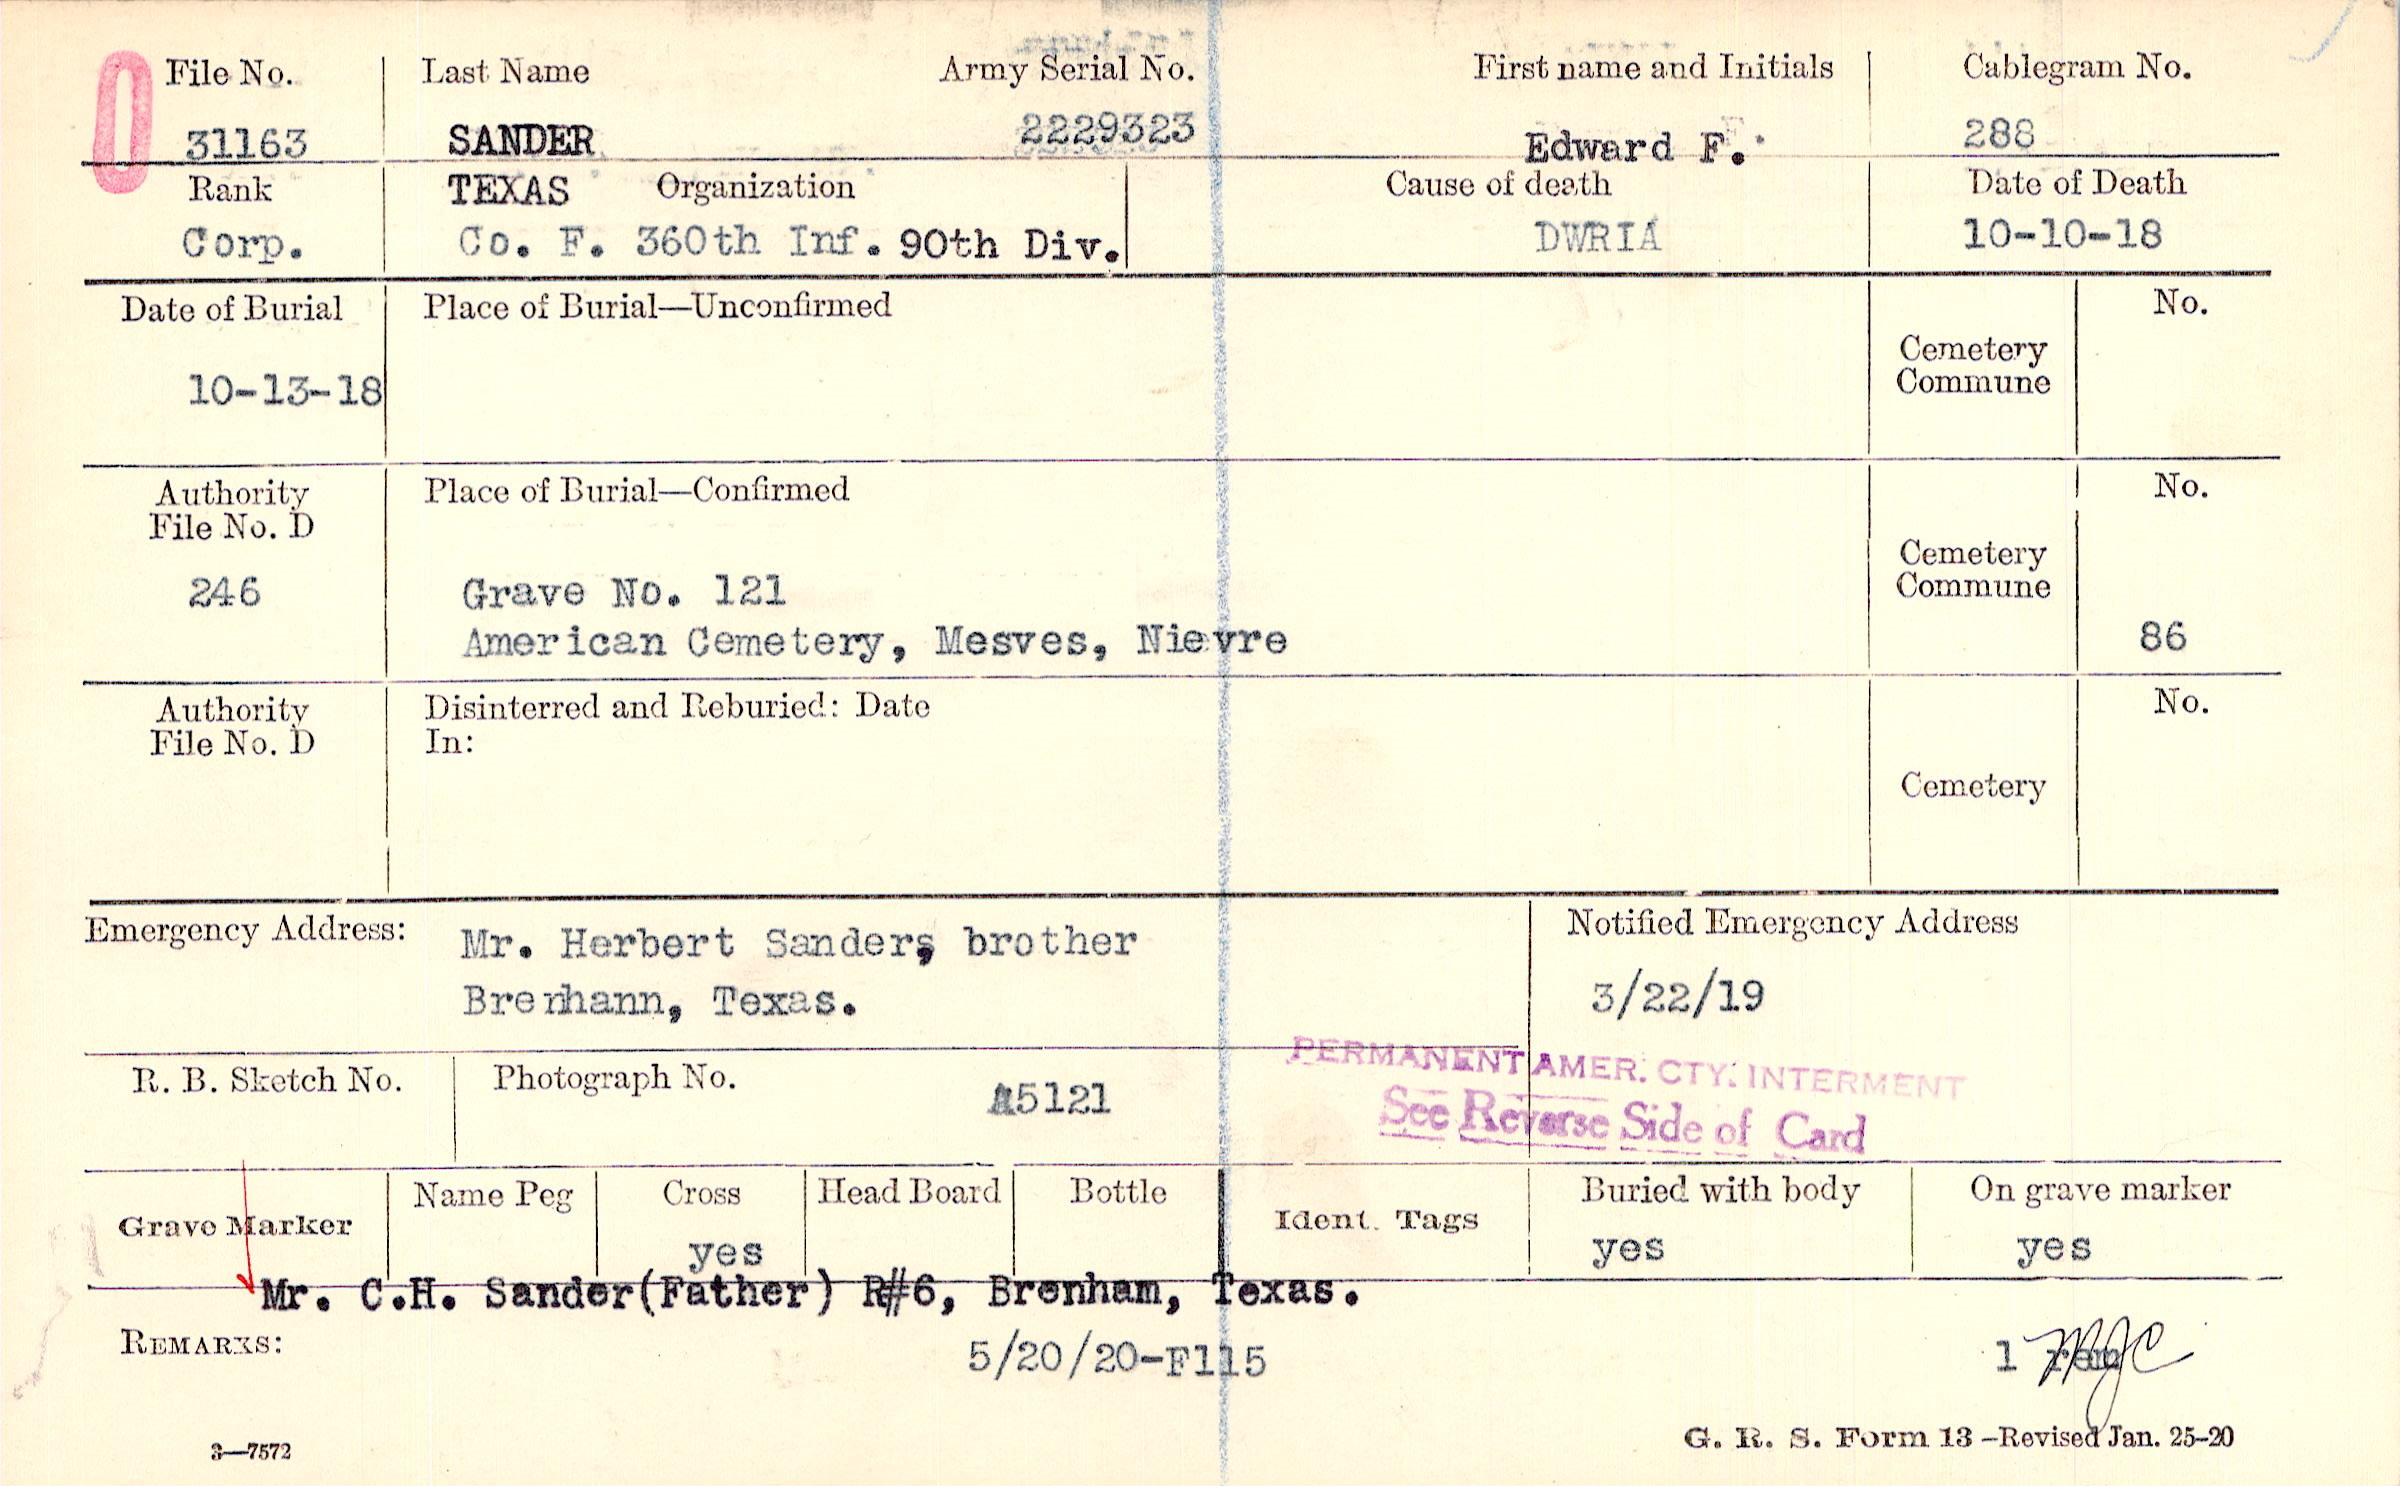 0
File No. Last Name Army Serial No. First name and Initials Cablegram No.
31163 SANDER 2229323 Edward F. 288
Rank TEXAS Organization Cause of death Date of Death
Corp. Co. F. 360th Inf. 90th Div. DWRIA 10-10-18
Date of Burial Place of Burial—Unconfirmed No.
Cemetery
Commune
10-13-18
Authority Place of Burial—Confirmed No.
File No. D
Cemetery
Commune
246 Grave No. 121
American Cemetery, Mesves, Nievre 86
Authority Disinterred and Reburied: Date No.
File No. D In:
Cemetery
Emergency Address: Mr. Herbert Sanders, brother Notified Emergency Address
Brenhann, Texas. 3/22/19
R. B. Sketch No. Photograph No. A5121
PERMANENT AMER. CTY. INTERMENT
See Reverse Side of Card
Grave Marker Name Peg Cross Head Board Bottle Ident. Tags Buried with body On grave marker
yes yes yes
Mr. C.H. Sander(Father) R#6, Brenham, Texas.
REMARKS: 5/20/20-F115 1 rem
3—7572 G. R. S. Form 13 —Revised Jan. 25-20